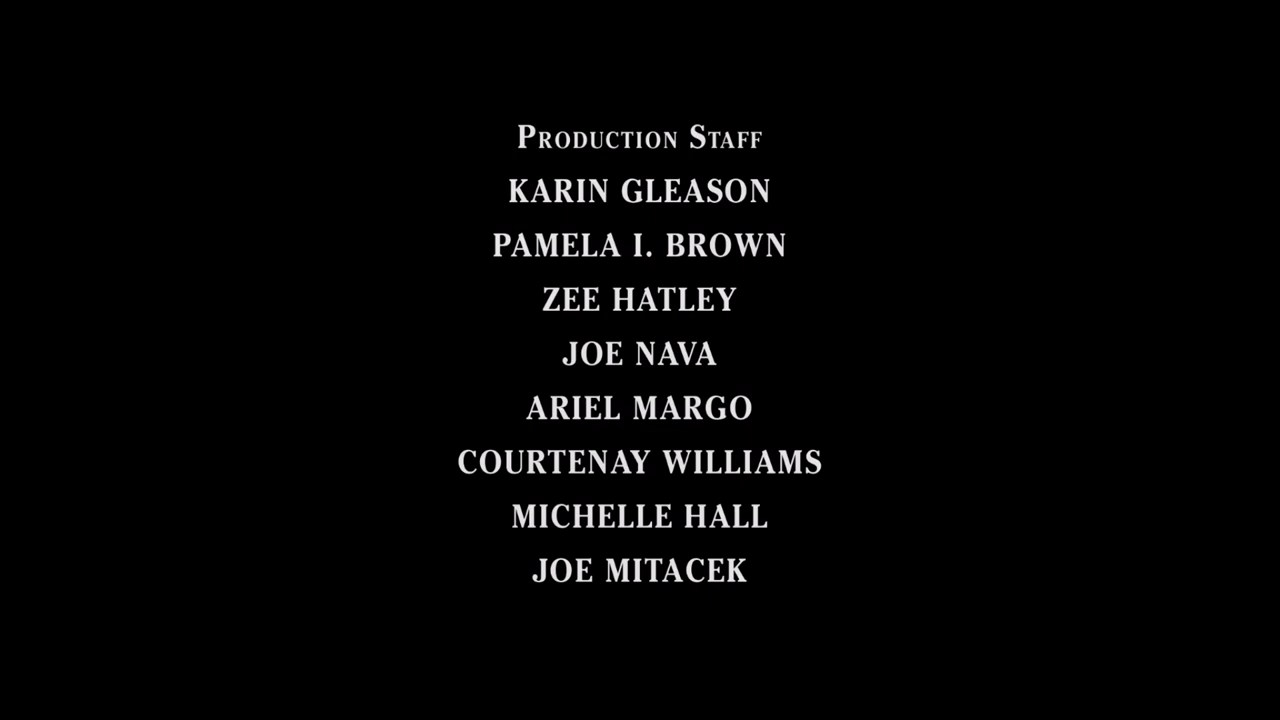 Production Staff
KARIN GLEASON
PAMELA I. BROWN
ZEE HATLEY
JOE NAVA
ARIEL MARGO
COURTENAY WILLIAMS
MICHELLE HALL
JOE MITACEK